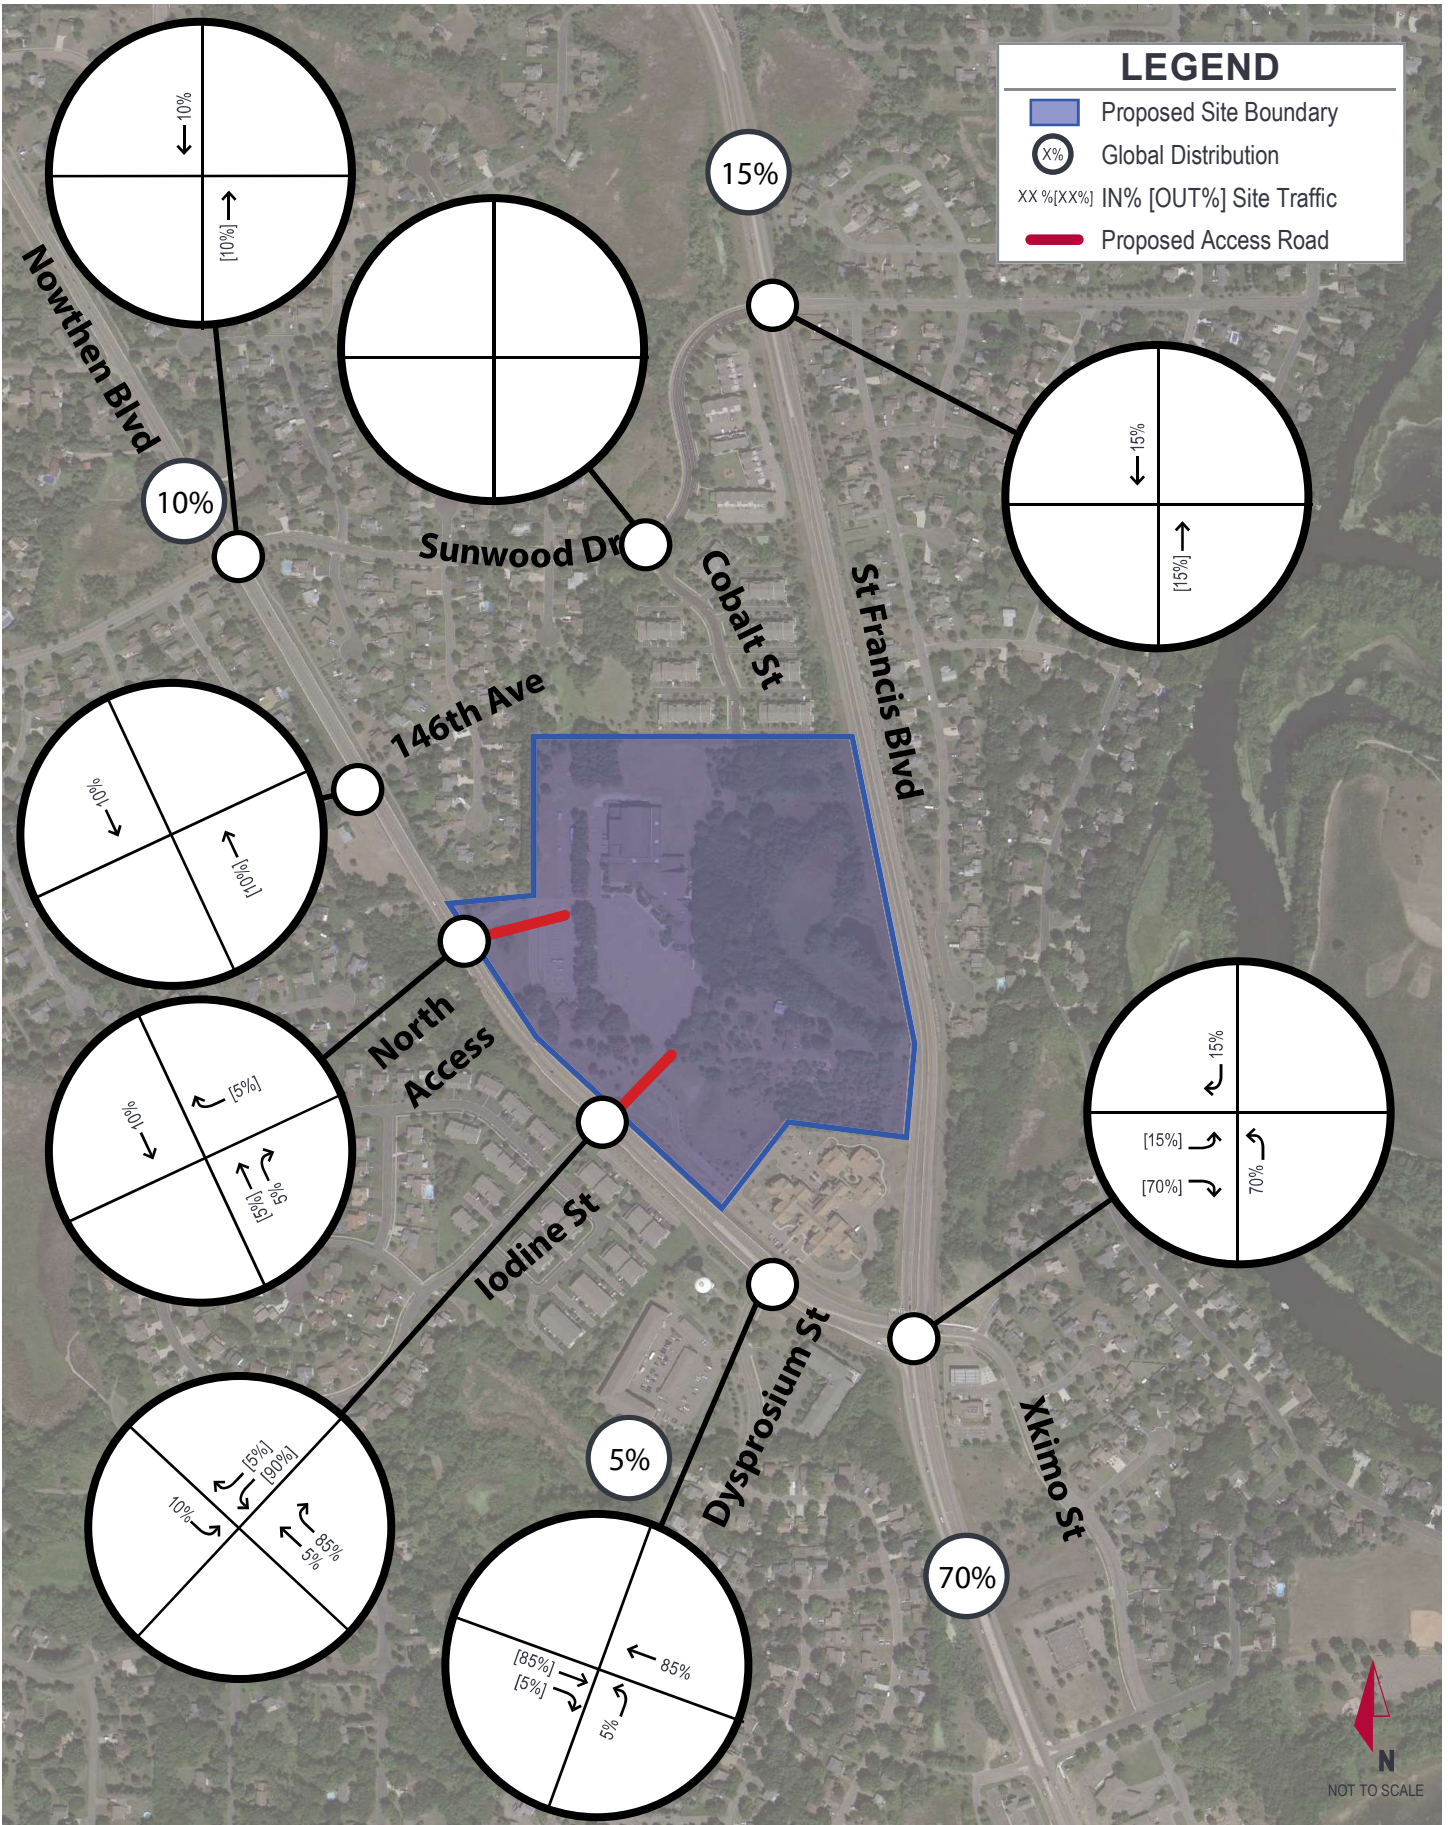 LEGEND
Proposed Site Boundary
X% Global Distribution
XX %[XX%] IN% [OUT%] Site Traffic
Proposed Access Road
10%
[10%]
15%
Nowthen Blvd
10%
Sunwood Dr
Cobalt St
St Francis Blvd
15%
[15%]
146th Ave
10%
[10%]
North
Access
10%
[5%]
[5%]
5%
15%
[15%]
[70%]
70%
Iodine St
[5%]
[90%]
10%
85%
5%
Dysprosium St
5%
Xkimo St
70%
[85%]
[5%]
85%
5%
N
NOT TO SCALE